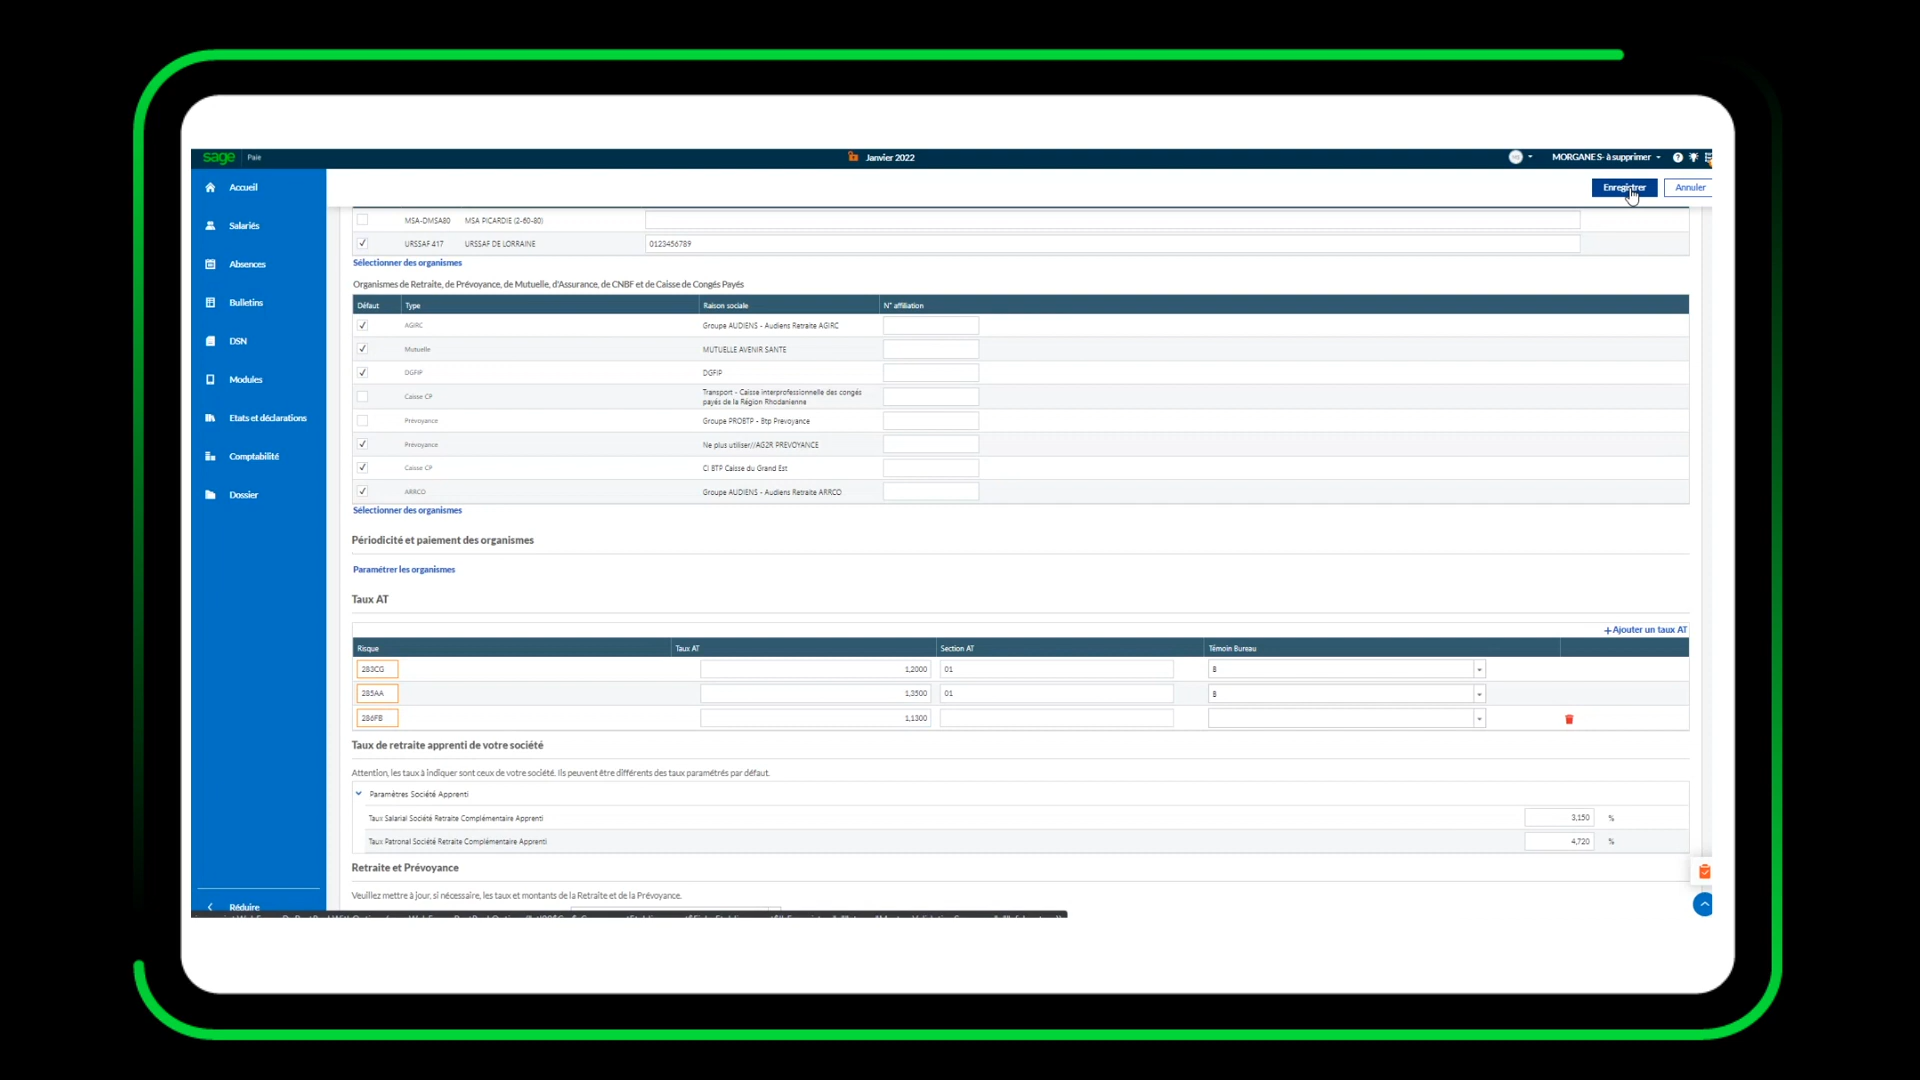 sage Paie
Janvier 2022
MORGANE S- à supprimer
Enregistrer
Annuler
Accueil
Salariés
Absences
Bulletins
DSN
Modules
Etats et déclarations
Comptabilité
Dossier
Réduire
MSA-DMSA80 MSA PICARDIE (2-60-80)
URSSAF 417 URSSAF DE LORRAINE 0123456789
Sélectionner des organismes
Organismes de Retraite, de Prévoyance, de Mutuelle, d'Assurance, de CNBF et de Caisse de Congés Payés
Défaut Type Raison sociale N° affiliation
AGIRC Groupe AUDIENS - Audiens Retraite AGIRC
Mutuelle MUTUELLE AVENIR SANTE
DGFIP DGFIP
Caisse CP Transport - Caisse interprofessionnelle des congés
payés de la Région Rhodanienne
Prévoyance Groupe PROBTP - Btp Prevoyance
Prévoyance Ne plus utiliser//AG2R PREVOYANCE
Caisse CP CI BTP Caisse du Grand Est
ARRCO Groupe AUDIENS - Audiens Retraite ARRCO
Sélectionner des organismes
Périodicité et paiement des organismes
Paramétrer les organismes
Taux AT
+ Ajouter un taux AT
Risque Taux AT Section AT Témoin Bureau
283CG 1,2000 01 B
285AA 1,3500 01 B
286FB 1,1300
Taux de retraite apprenti de votre société
Attention, les taux à indiquer sont ceux de votre société. Ils peuvent être différents des taux paramétrés par défaut.
Paramètres Société Apprenti
Taux Salarial Société Retraite Complémentaire Apprenti 3,150 %
Taux Patronal Société Retraite Complémentaire Apprenti 4,720 %
Retraite et Prévoyance
Veuillez mettre à jour, si nécessaire, les taux et montants de la Retraite et de la Prévoyance.